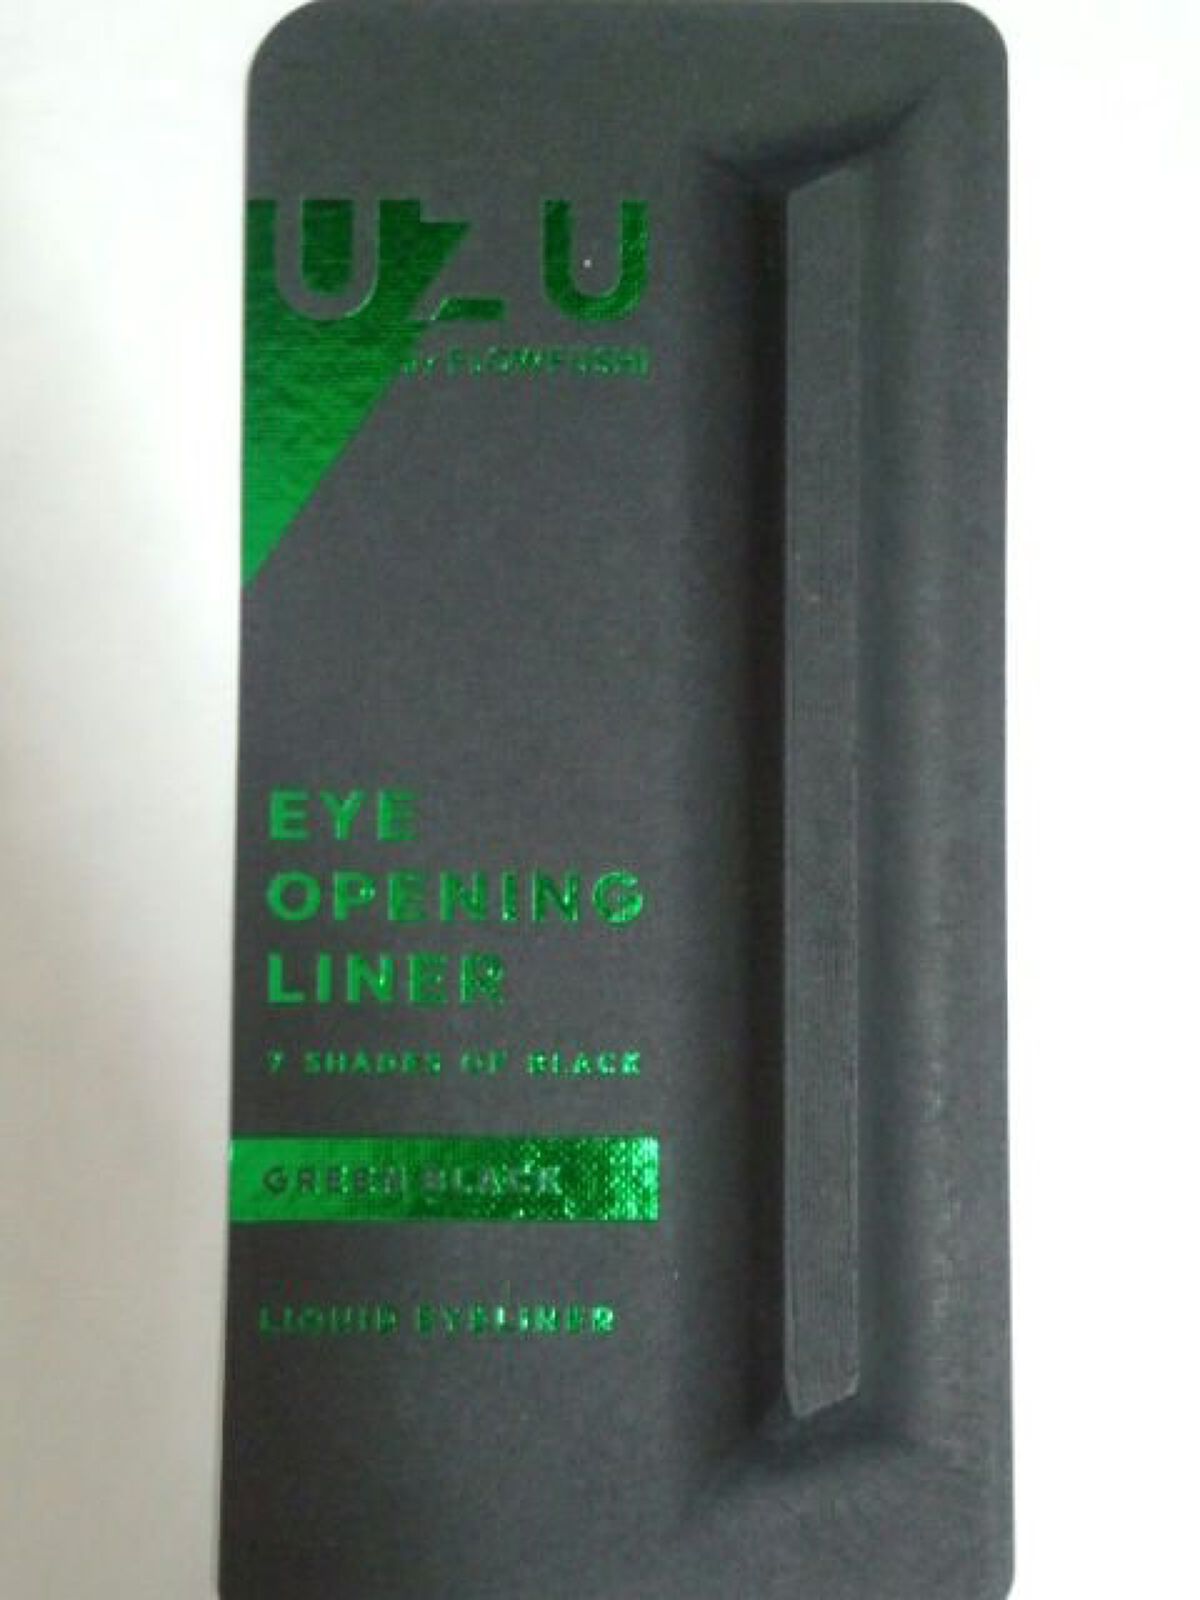 UZU
BY FLOWFUSHI
EYE
OPENING
LINER
7 SHADES OF BLACK
GREEN BLACK
LIQUID EYELINER